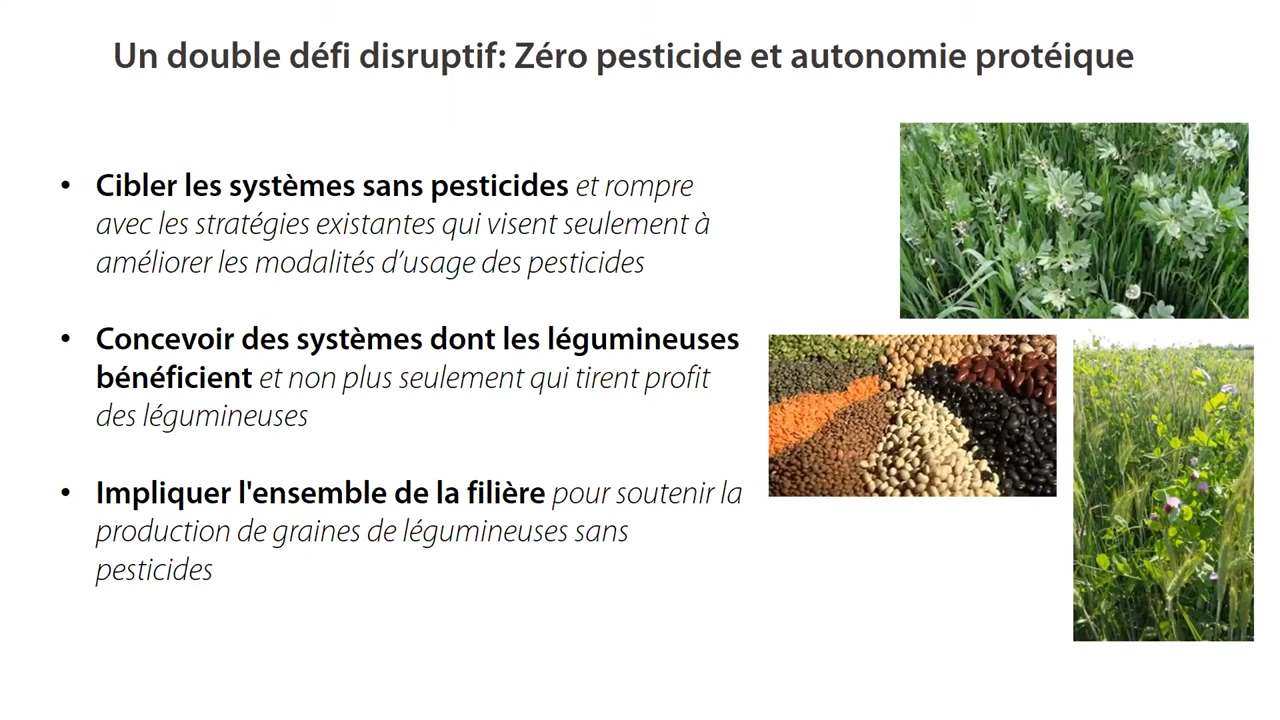 Un double défi disruptif: Zéro pesticide et autonomie protéique
• Cibler les systèmes sans pesticides et rompre
avec les stratégies existantes qui visent seulement à
améliorer les modalités d’usage des pesticides
• Concevoir des systèmes dont les légumineuses
bénéficient et non plus seulement qui tirent profit
des légumineuses
• Impliquer l'ensemble de la filière pour soutenir la
production de graines de légumineuses sans
pesticides